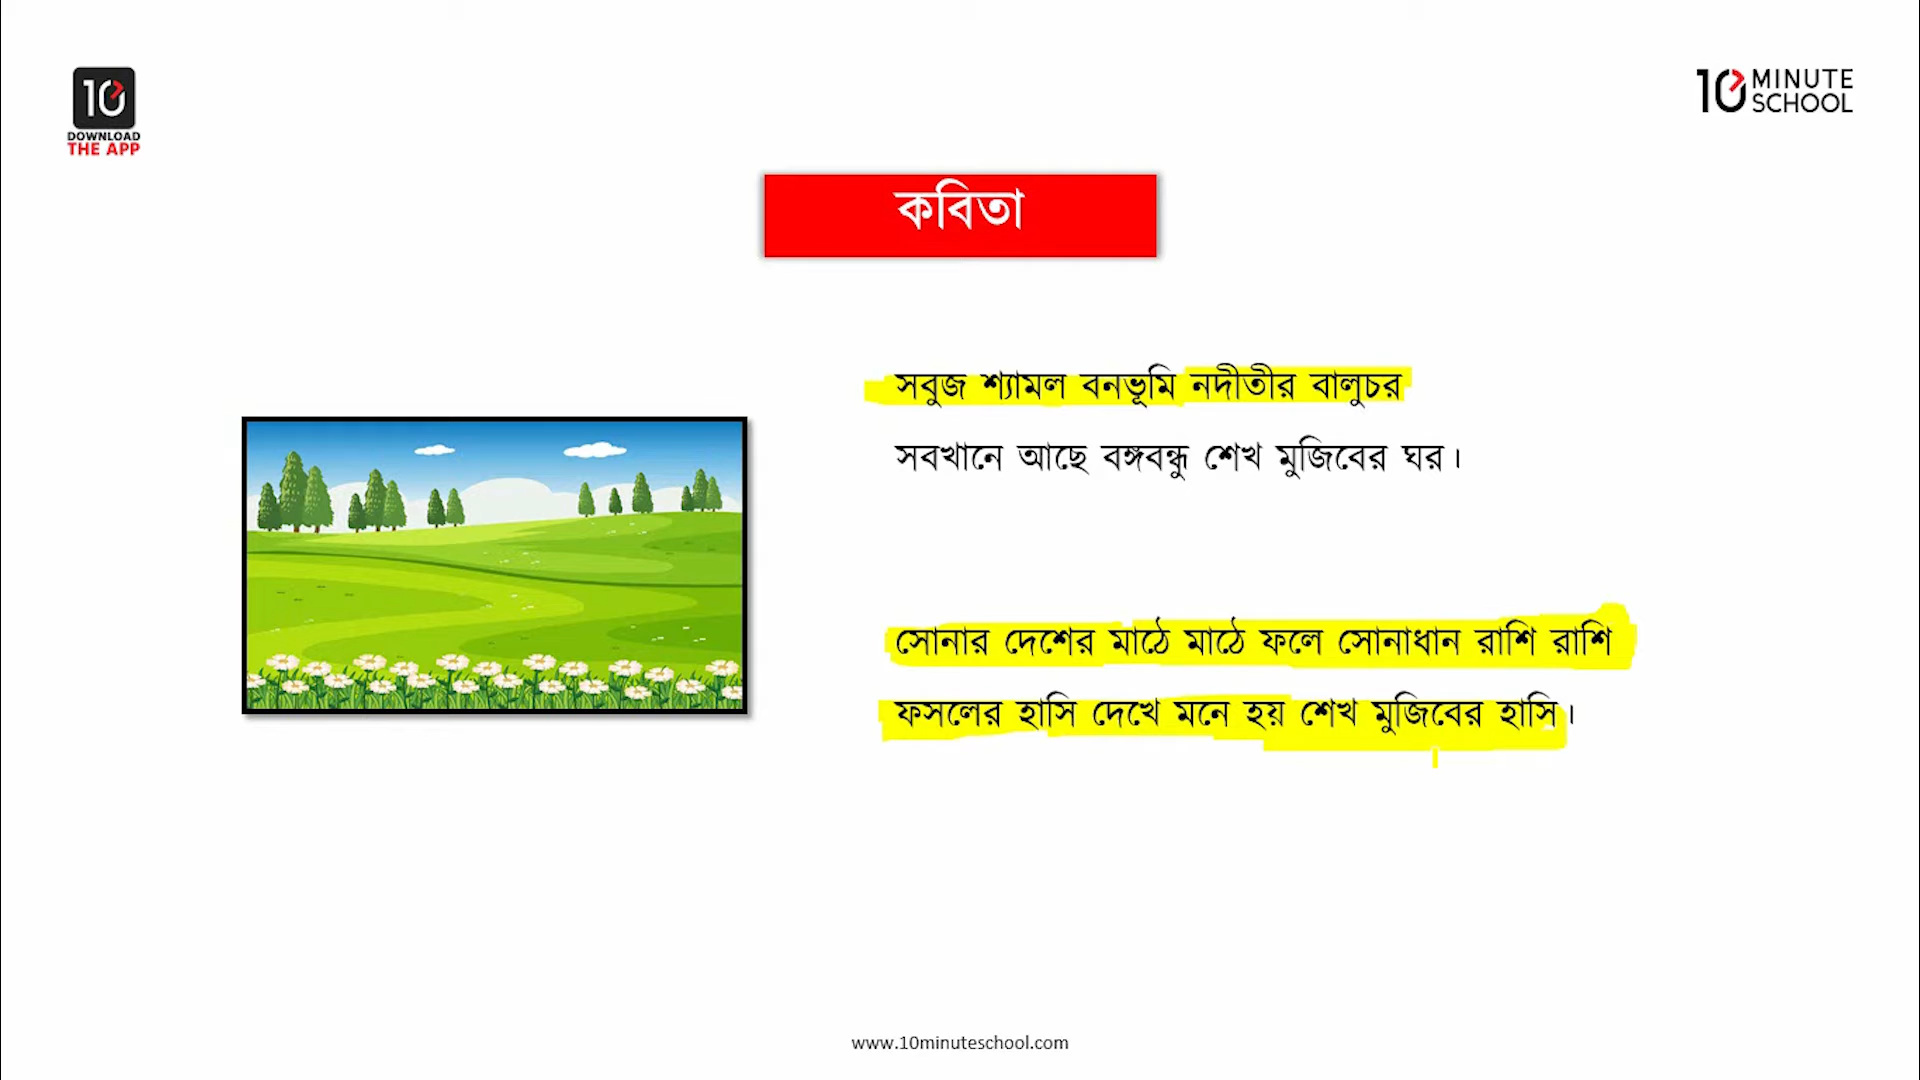 10
DOWNLOAD
THE APP
10 MINUTE
SCHOOL
কবিতা
সবুজ শ্যামল বনভূমি নদীতীর বালুচর
সবখানে আছে বঙ্গবন্ধু শেখ মুজিবের ঘর।
সোনার দেশের মাঠে মাঠে ফলে সোনাধান রাশি রাশি
ফসলের হাসি দেখে মনে হয় শেখ মুজিবের হাসি।
www.10minuteschool.com